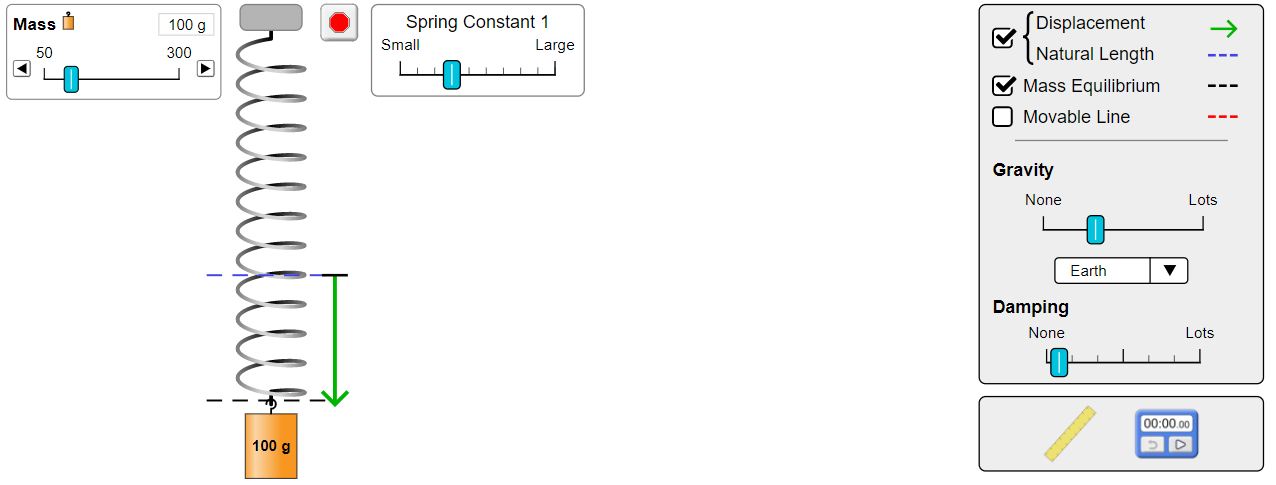 Mass 100 g
50 300
Spring Constant 1
Small Large
100 g
Displacement
Natural Length
Mass Equilibrium
Movable Line
Gravity
None Lots
Earth
Damping
None Lots
00:00.00